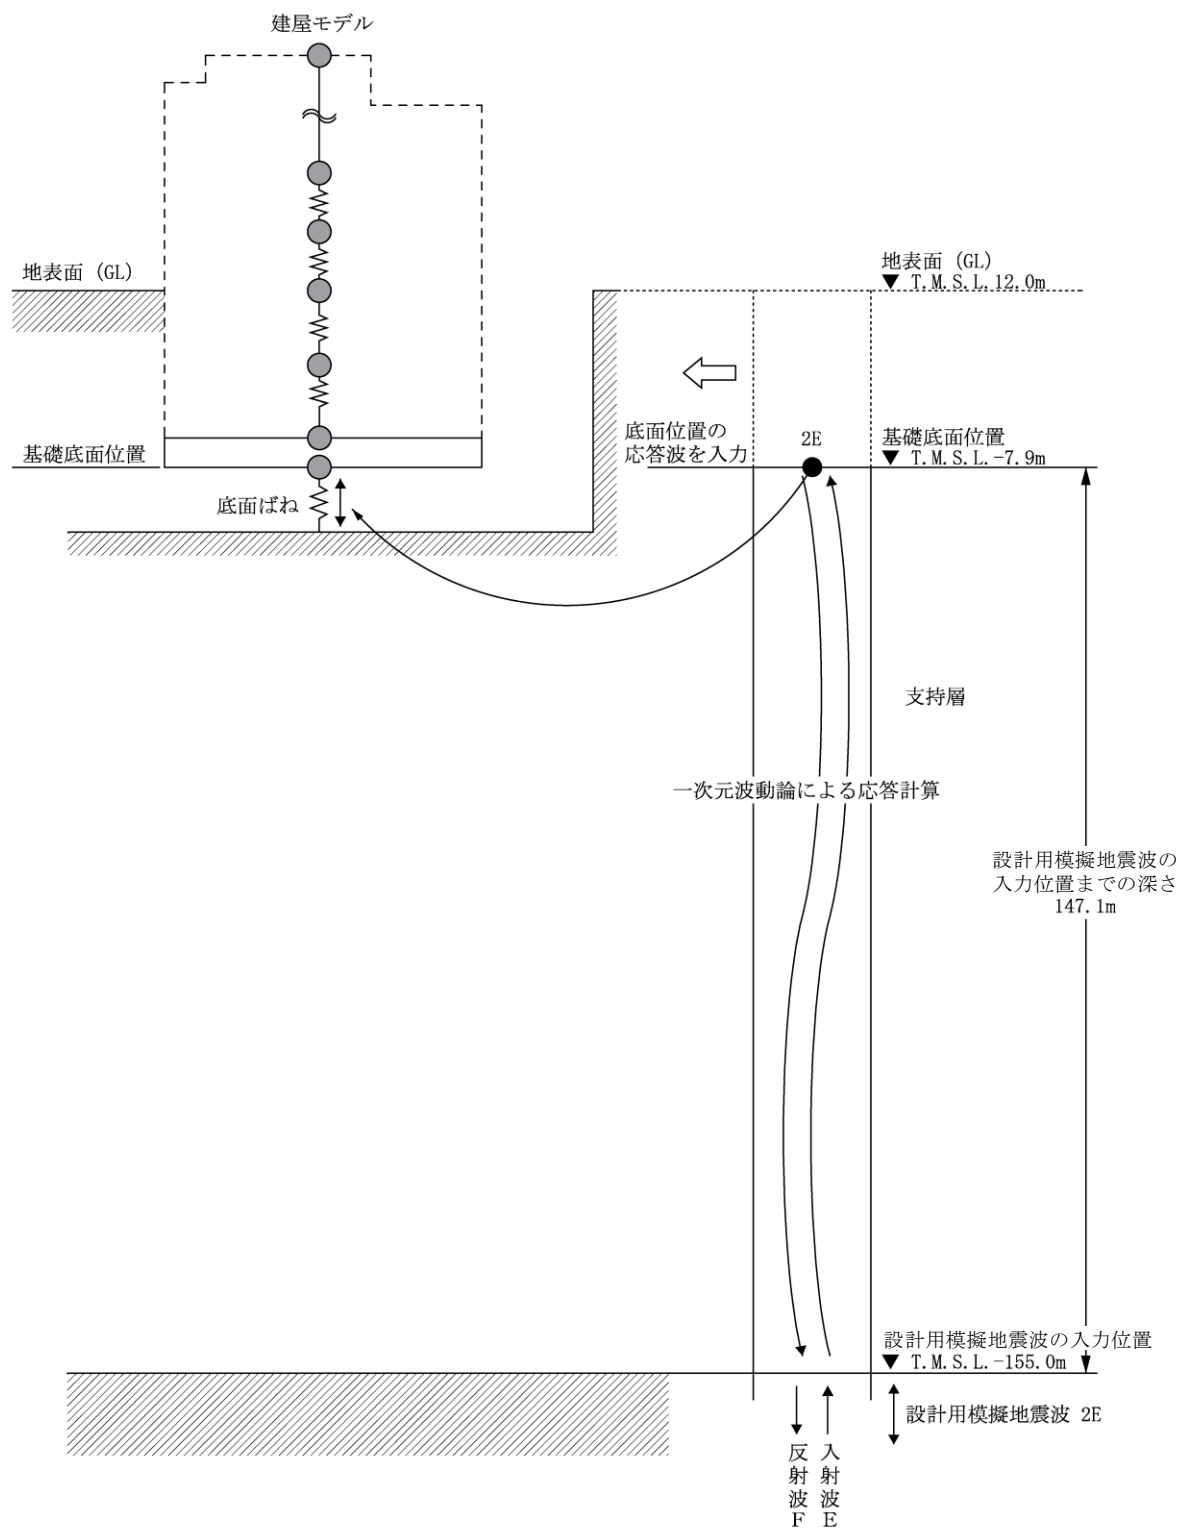 建屋モデル
地表面 (GL)
地表面 (GL)
▼ T.M.S.L.12.0m
底面位置の
応答波を入力
2E
基礎底面位置
▼ T.M.S.L.-7.9m
基礎底面位置
底面ばね
支持層
一次元波動論による応答計算
設計用模擬地震波の
入力位置までの深さ
147.1m
設計用模擬地震波の入力位置
▼ T.M.S.L.-155.0m
設計用模擬地震波 2E
反射波F
入射波E